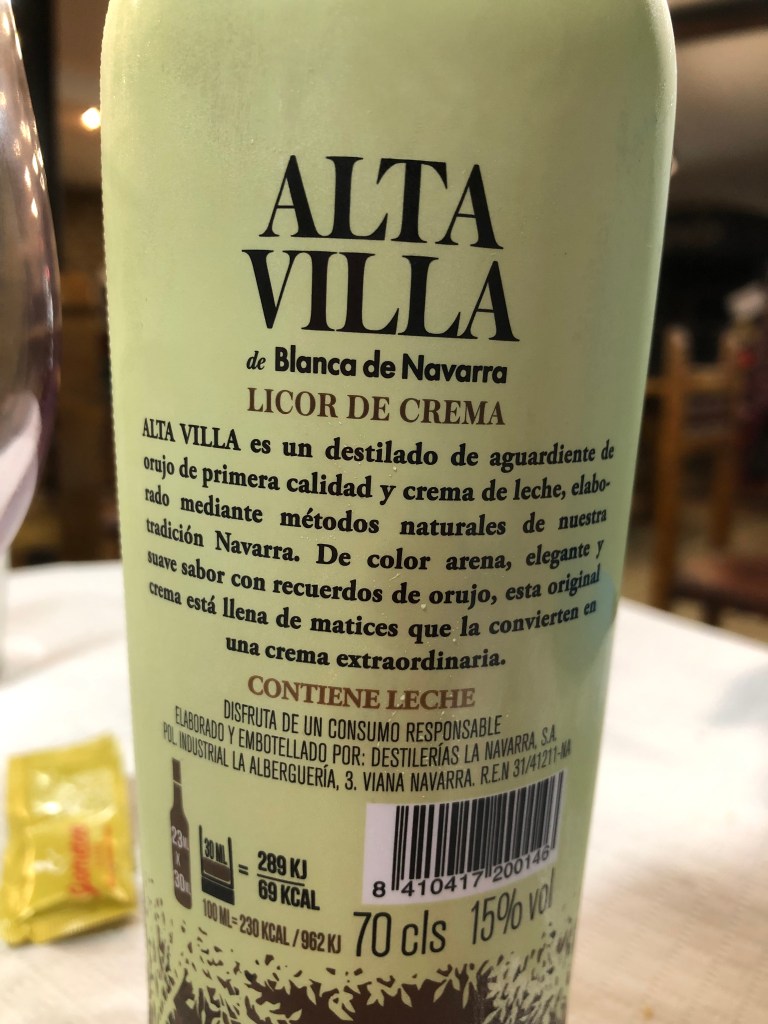 ALTA
VILLA
de Blanca de Navarra
LICOR DE CREMA
ALTA VILLA es un destilado de aguardiente de
orujo de primera calidad y crema de leche, elabo-
rado mediante métodos naturales de nuestra
tradición Navarra. De color arena, elegante y
suave sabor con recuerdos de orujo, esta original
crema está llena de matices que la convierten en
una crema extraordinaria.
CONTIENE LECHE
DISFRUTA DE UN CONSUMO RESPONSABLE
ELABORADO Y EMBOTELLADO POR: DESTILERÍAS LA NAVARRA, S.A.
POL. INDUSTRIAL LA ALBERGUERÍA, 3. VIANA NAVARRA. R.E.N 31/41211-NA
23 ML
X
30 ML
30 ML
= 289 KJ
69 KCAL
100 ML= 230 KCAL / 962 KJ
8 410417 200146
70 cls 15% vol